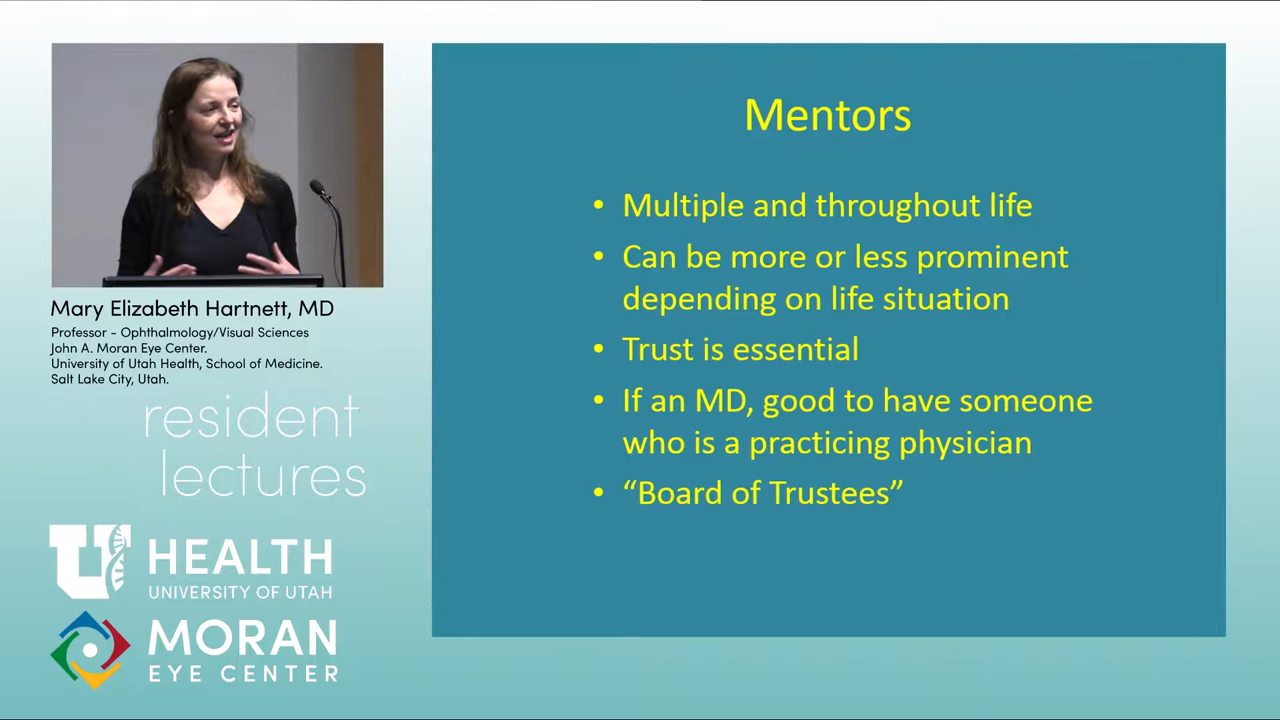 Mary Elizabeth Hartnett, MD
Professor - Ophthalmology/Visual Sciences
John A. Moran Eye Center.
University of Utah Health, School of Medicine.
Salt Lake City, Utah.
resident
lectures
U HEALTH
UNIVERSITY OF UTAH
MORAN
EYE CENTER
Mentors
• Multiple and throughout life
• Can be more or less prominent
depending on life situation
• Trust is essential
• If an MD, good to have someone
who is a practicing physician
• “Board of Trustees”